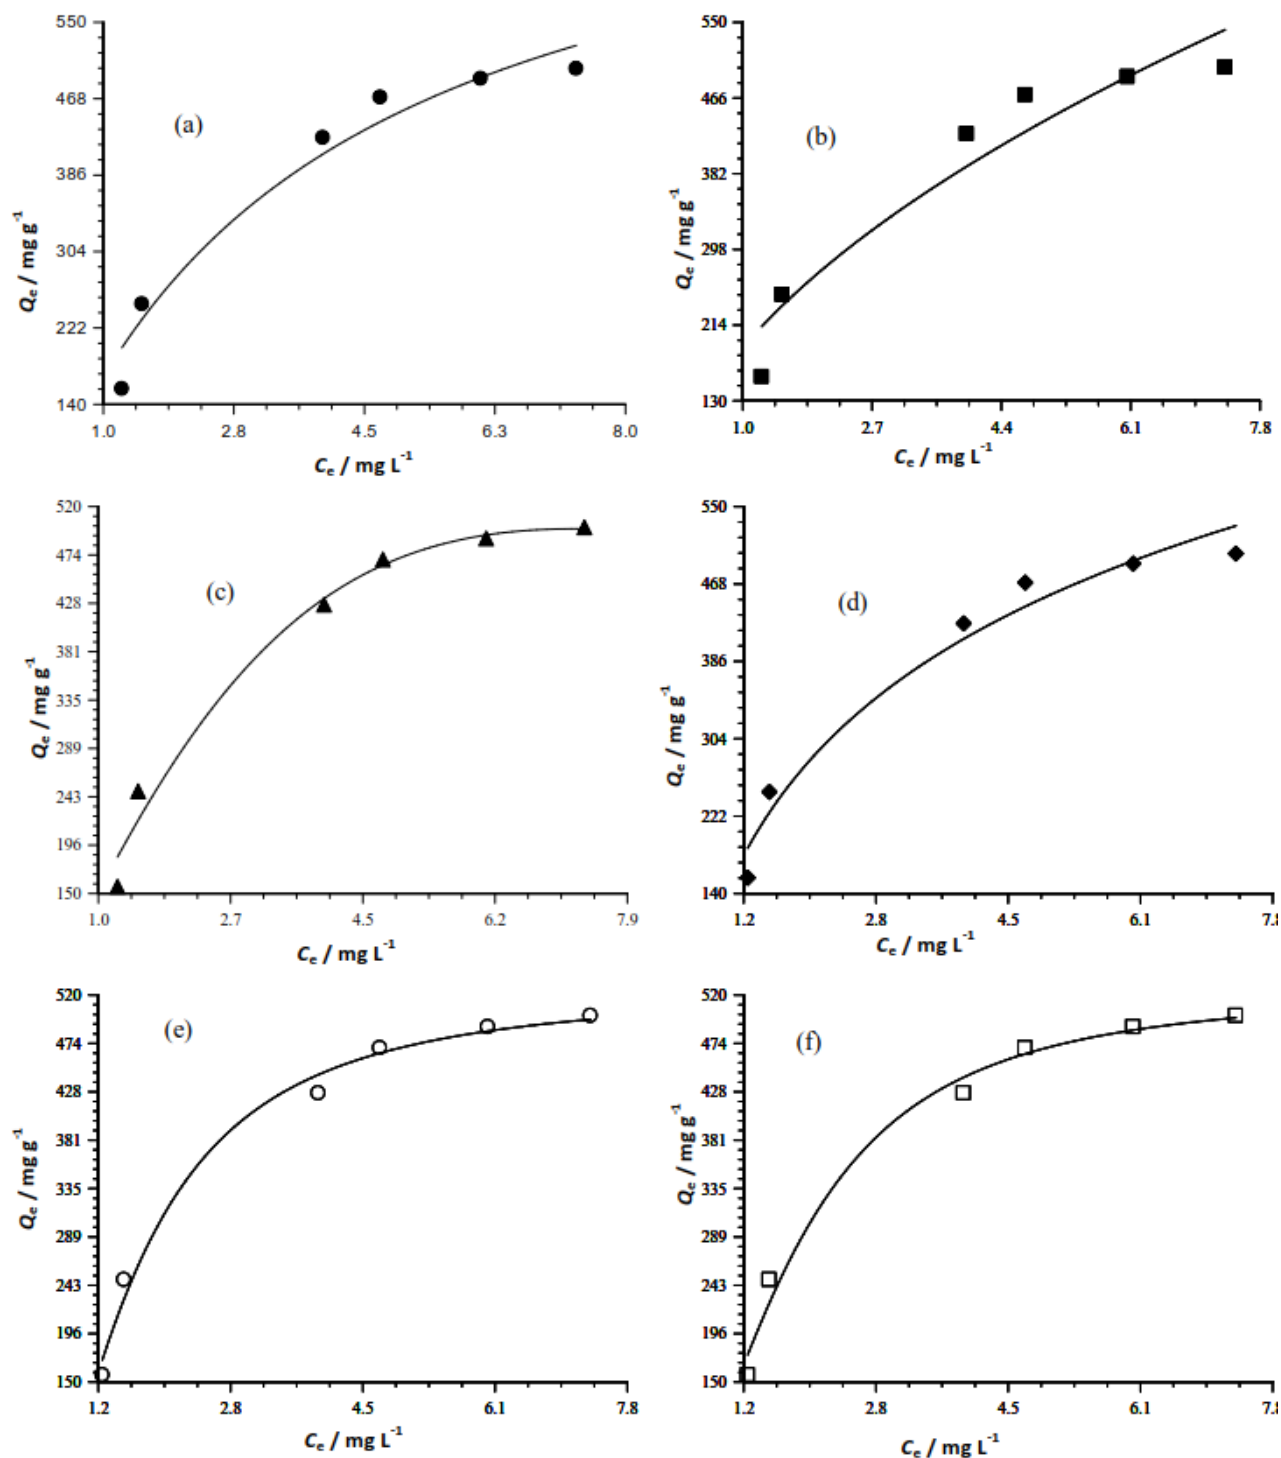 550
468
386
304
222
140
(a)
Qe / mg g⁻¹
1.0 2.8 4.5 6.3 8.0
Ce / mg L⁻¹
550
466
382
298
214
130
(b)
Qe / mg g⁻¹
1.0 2.7 4.4 6.1 7.8
Ce / mg L⁻¹
520
474
428
381
335
289
243
196
150
(c)
Qe / mg g⁻¹
1.0 2.7 4.5 6.2 7.9
Ce / mg L⁻¹
550
468
386
304
222
140
(d)
Qe / mg g⁻¹
1.2 2.8 4.5 6.1 7.8
Ce / mg L⁻¹
520
474
428
381
335
289
243
196
150
(e)
Qe / mg g⁻¹
1.2 2.8 4.5 6.1 7.8
Ce / mg L⁻¹
520
474
428
381
335
289
243
196
150
(f)
Qe / mg g⁻¹
1.2 2.8 4.5 6.1 7.8
Ce / mg L⁻¹